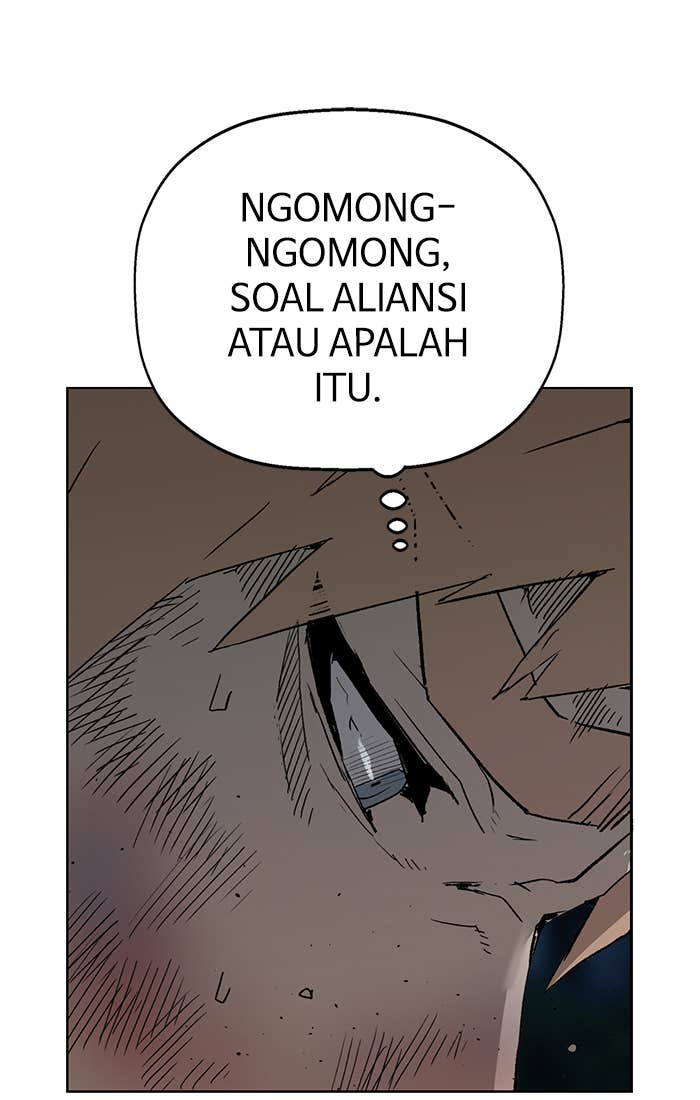 NGOMONG-
NGOMONG,
SOAL ALIANSI
ATAU APALAH
ITU.